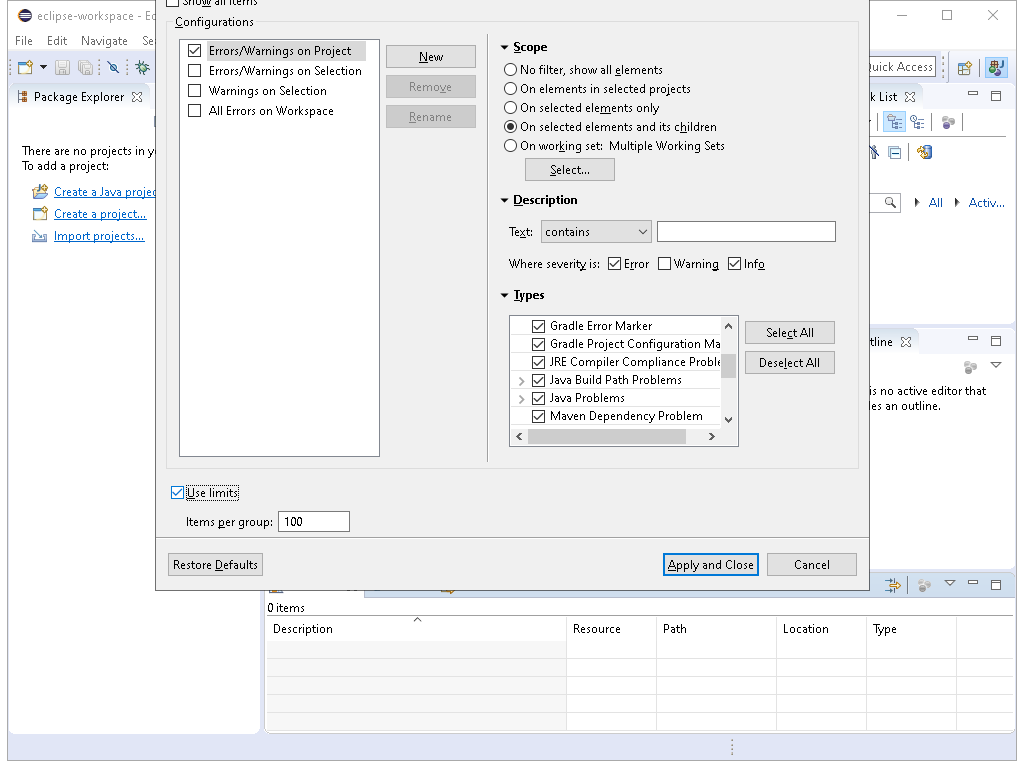 eclipse-workspace - Ec
Show all items
File Edit Navigate Se
Configurations
Errors/Warnings on Project
Errors/Warnings on Selection
Warnings on Selection
All Errors on Workspace
New
Remove
Rename
Scope
No filter, show all elements
On elements in selected projects
On selected elements only
On selected elements and its children
On working set: Multiple Working Sets
Select...
Description
Text: contains
Where severity is: Error Warning Info
Types
Gradle Error Marker
Gradle Project Configuration Ma
JRE Compiler Compliance Proble
Java Build Path Problems
Java Problems
Maven Dependency Problem
Select All
Deselect All
Use limits
Items per group: 100
Restore Defaults
Apply and Close
Cancel
Package Explorer
There are no projects in y
To add a project:
Create a Java projec
Create a project...
Import projects...
Quick Access
k List
All Activ...
tline
is no active editor that
les an outline.
0 items
Description Resource Path Location Type